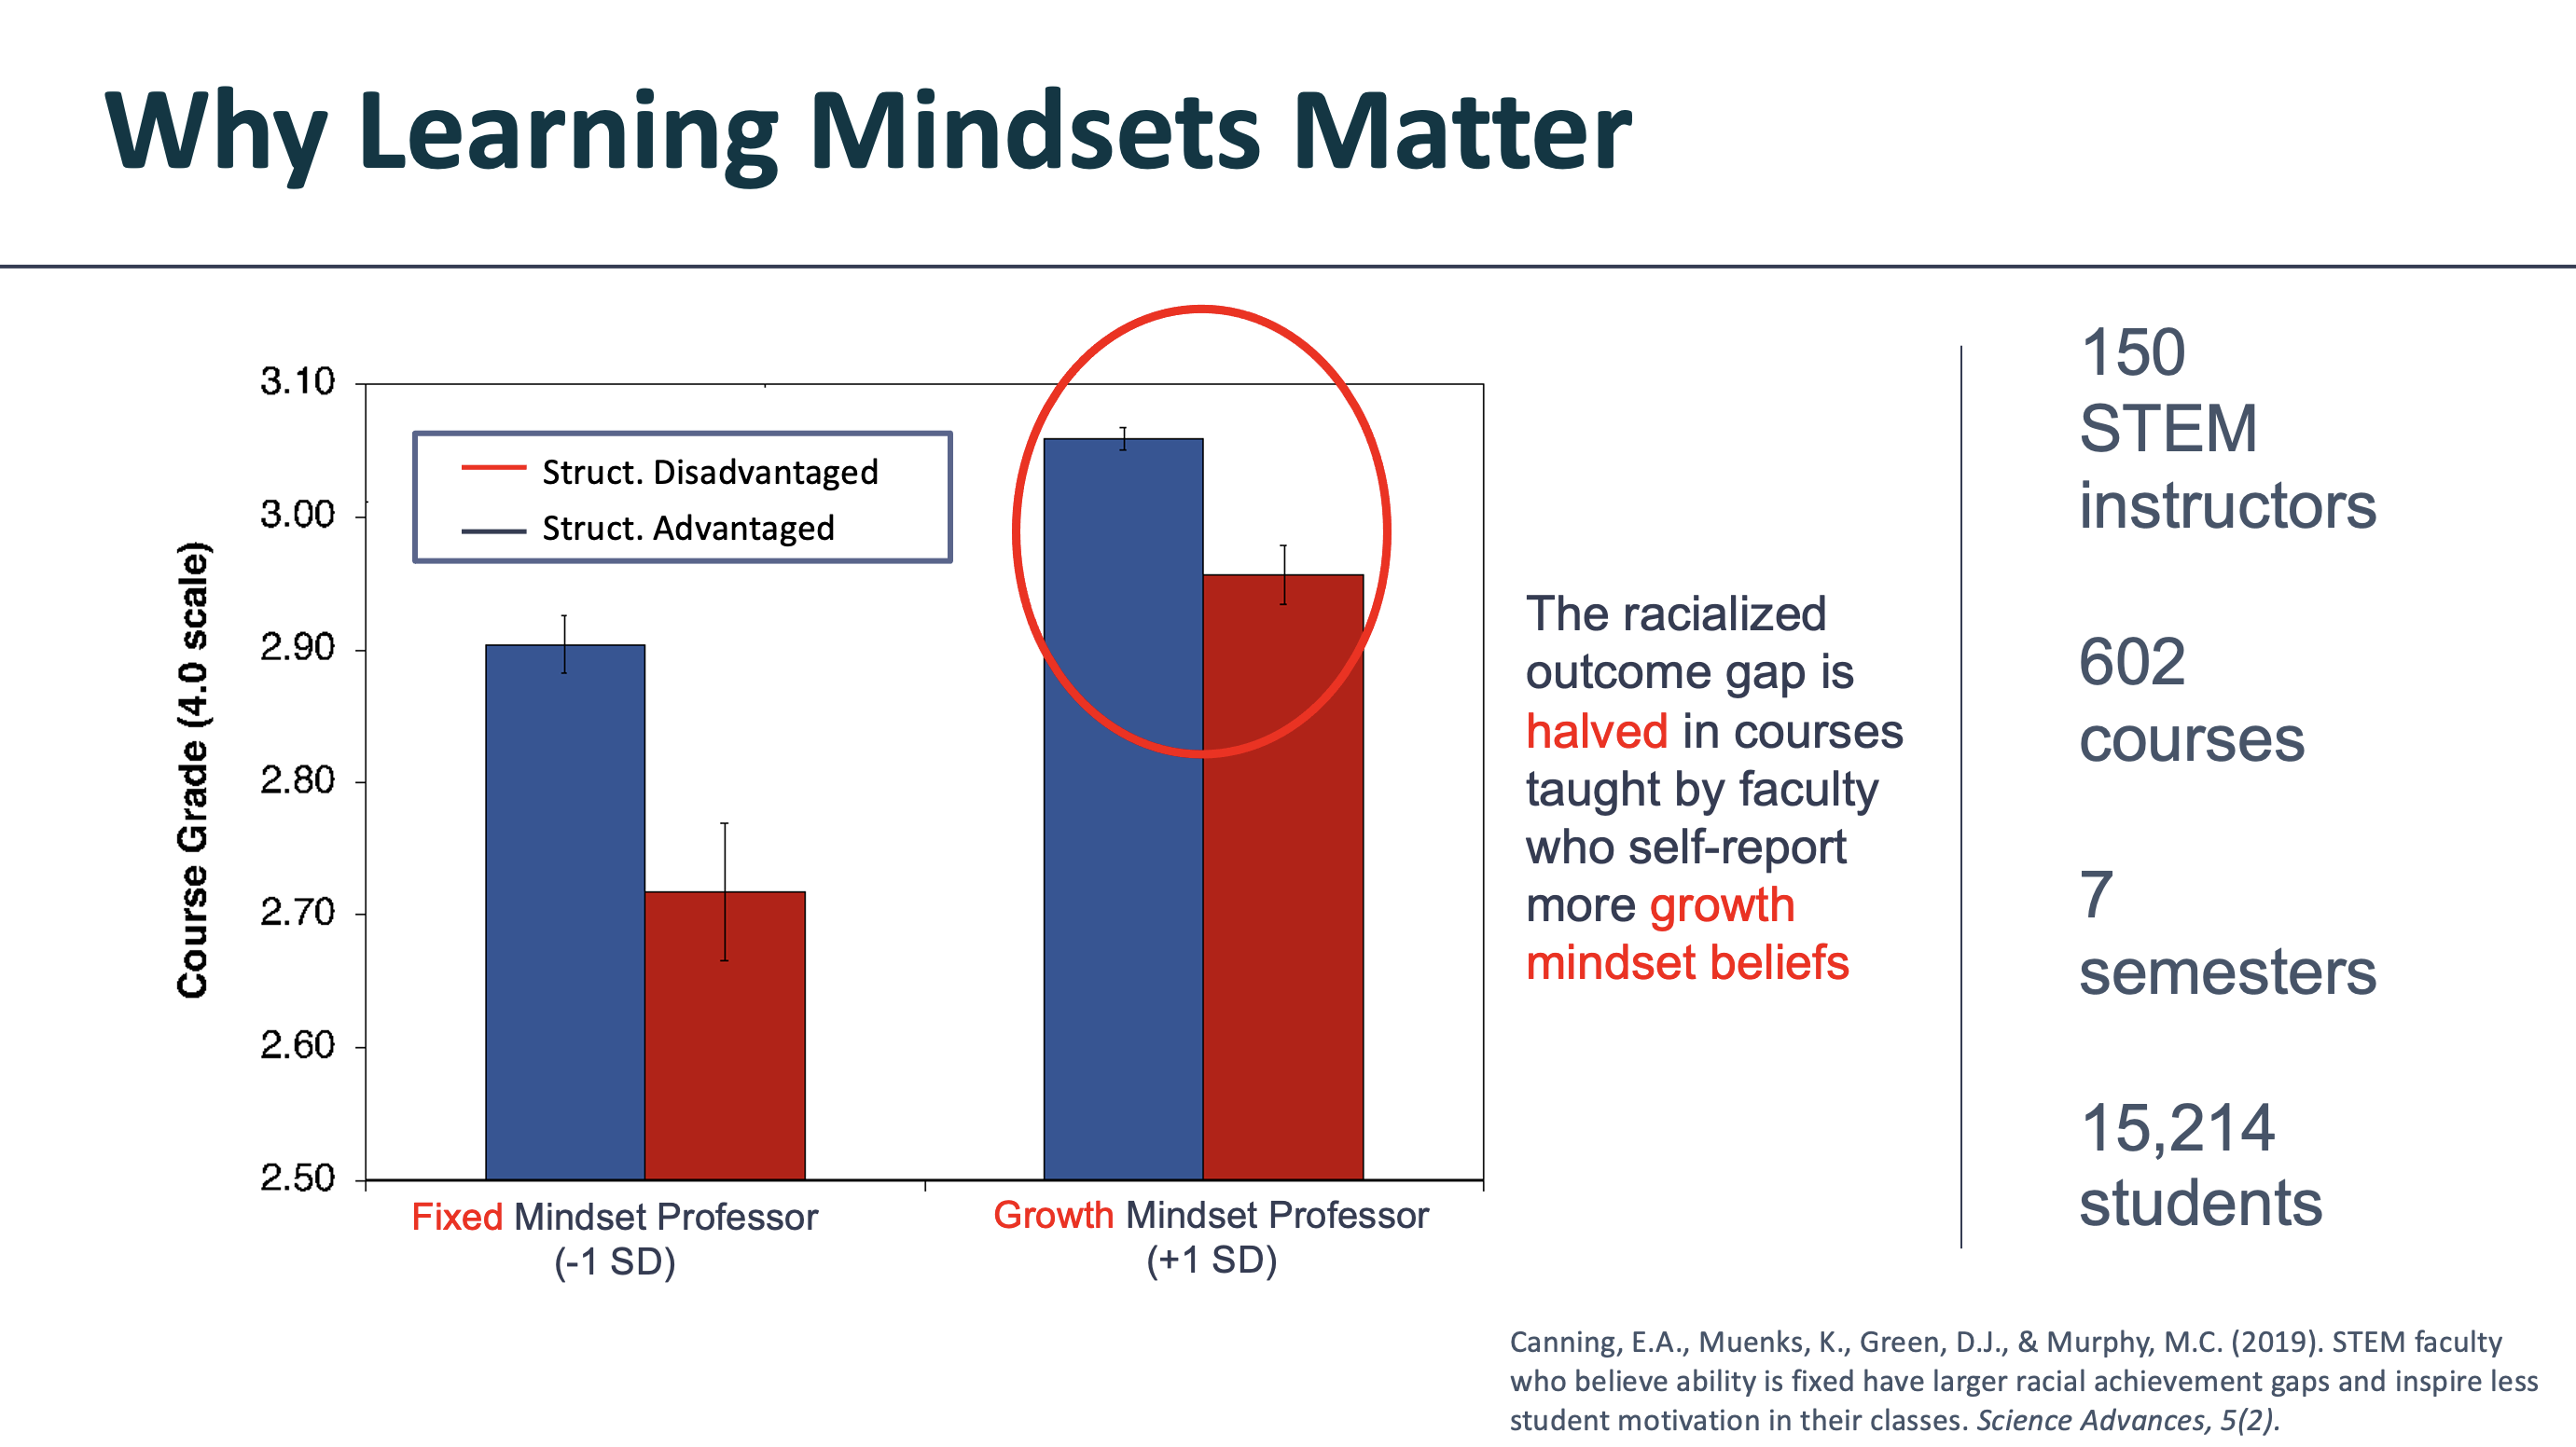 Why Learning Mindsets Matter
3.10
3.00
2.90
2.80
2.70
2.60
2.50
Course Grade (4.0 scale)
Struct. Disadvantaged
Struct. Advantaged
Fixed Mindset Professor
(-1 SD)
Growth Mindset Professor
(+1 SD)
The racialized
outcome gap is
halved in courses
taught by faculty
who self-report
more growth
mindset beliefs
150
STEM
instructors
602
courses
7
semesters
15,214
students
Canning, E.A., Muenks, K., Green, D.J., & Murphy, M.C. (2019). STEM faculty
who believe ability is fixed have larger racial achievement gaps and inspire less
student motivation in their classes. Science Advances, 5(2).